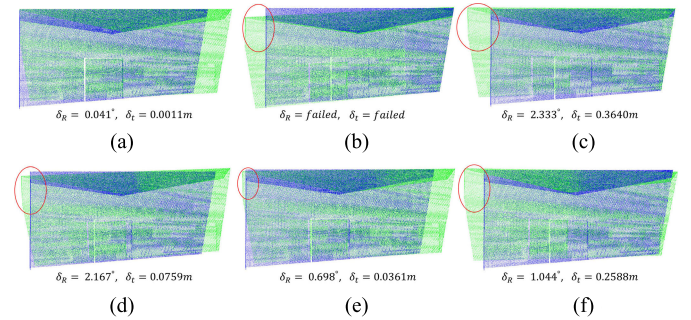 δ_R = 0.041°, δ_t = 0.0011m
(a)
δ_R = failed, δ_t = failed
(b)
δ_R = 2.333°, δ_t = 0.3640m
(c)
δ_R = 2.167°, δ_t = 0.0759m
(d)
δ_R = 0.698°, δ_t = 0.0361m
(e)
δ_R = 1.044°, δ_t = 0.2588m
(f)